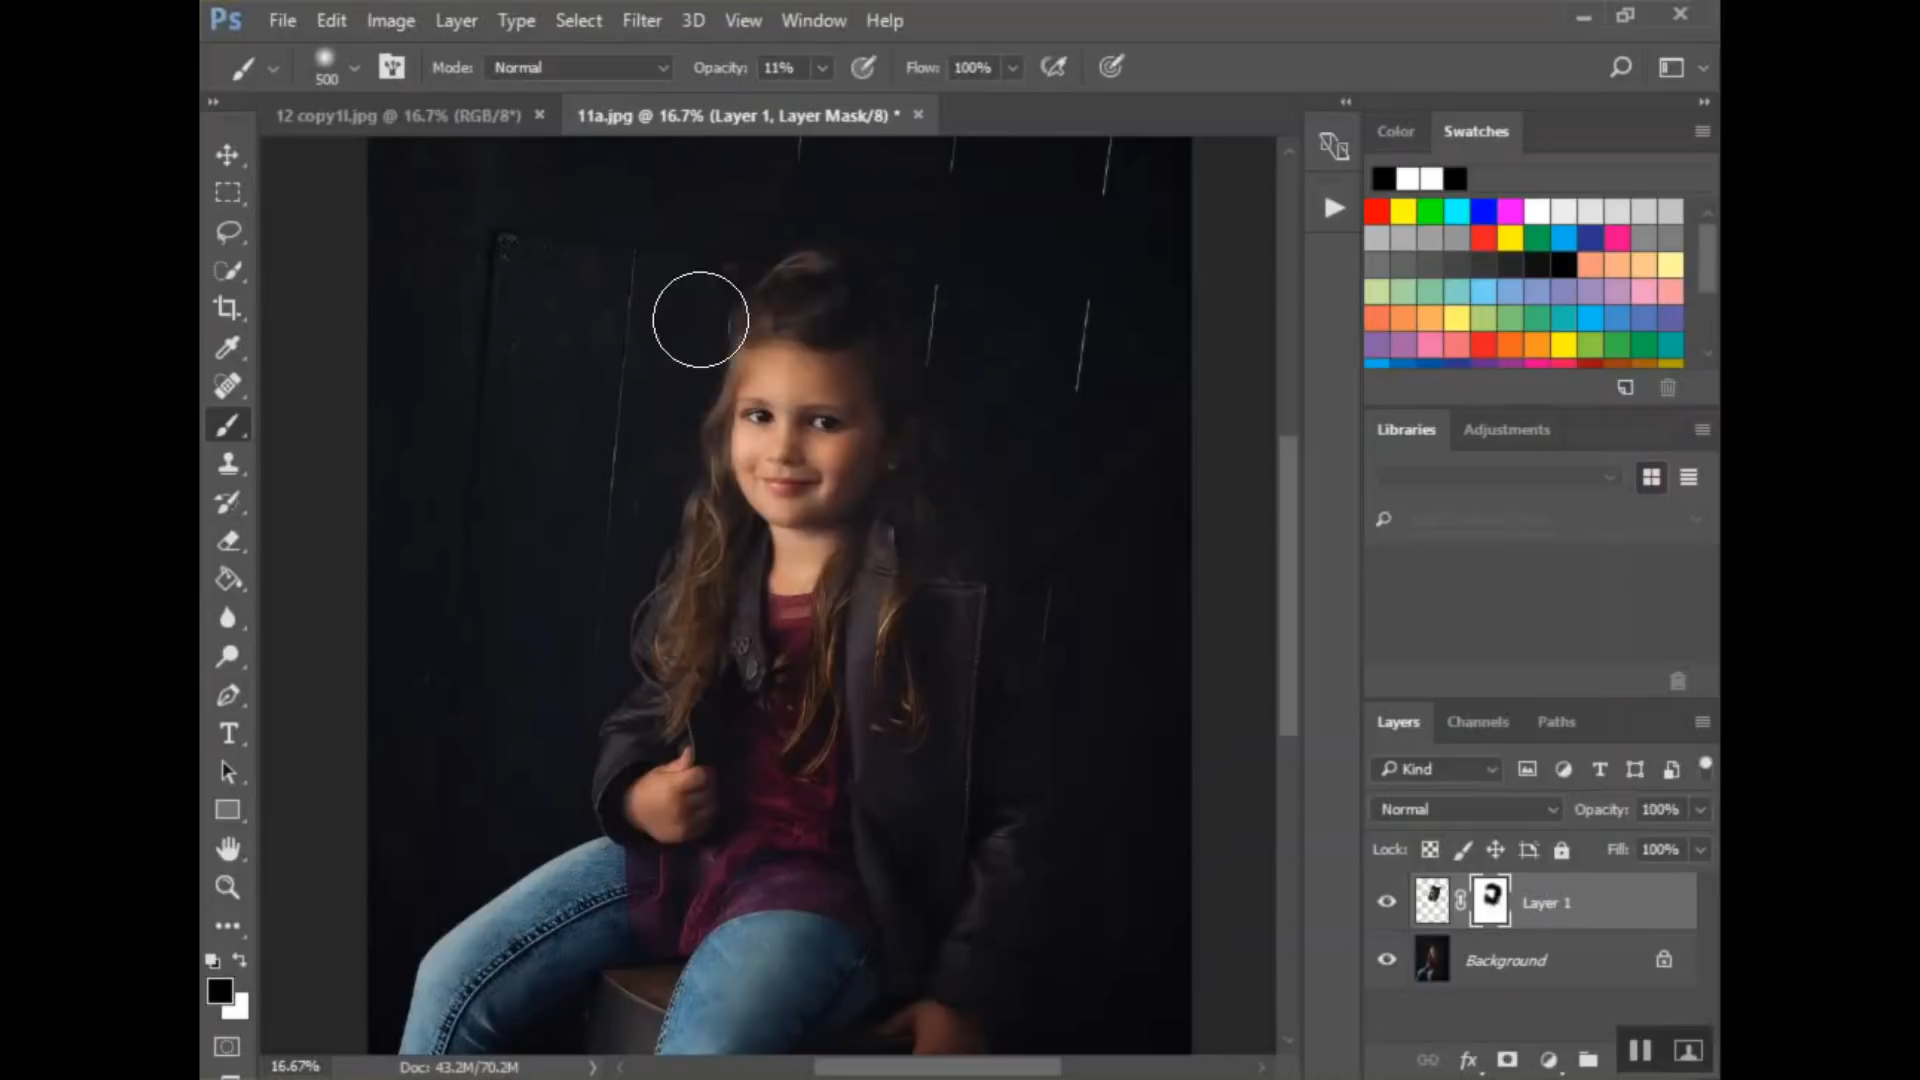 Ps File Edit Image Layer Type Select Filter 3D View Window Help
500 Mode: Normal Opacity: 11% Flow: 100%
12 copy1l.jpg @ 16.7% (RGB/8*) 11a.jpg @ 16.7% (Layer 1, Layer Mask/8) *
Color Swatches
Libraries Adjustments
Layers Channels Paths
Kind
Normal Opacity: 100%
Lock: Fill: 100%
Layer 1
Background
fx
16.67% Doc: 43.2M/70.2M